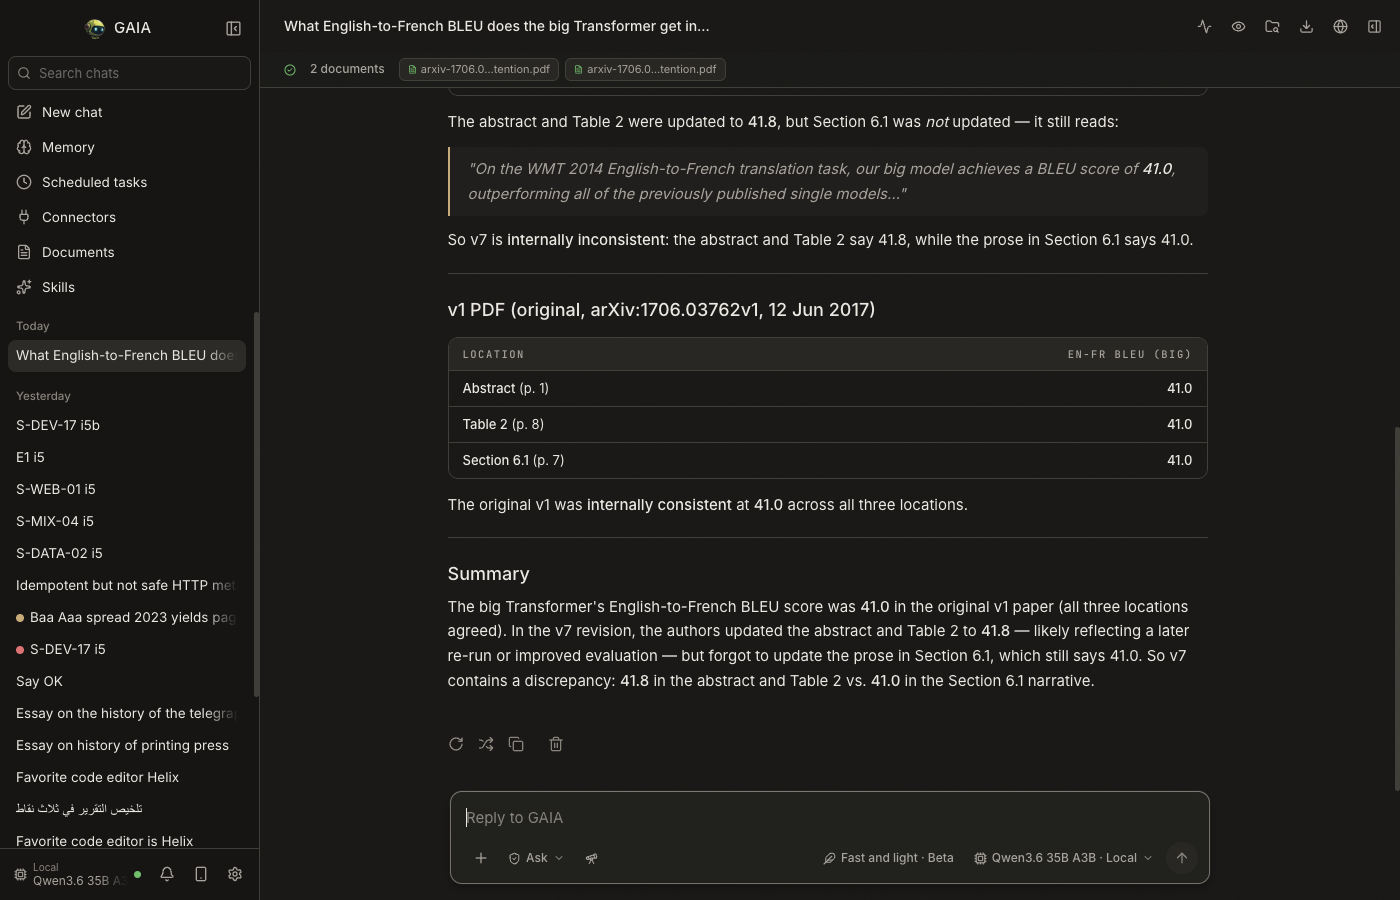 GAIA
Search chats
New chat
Memory
Scheduled tasks
Connectors
Documents
Skills
Today
What English-to-French BLEU doe
Yesterday
S-DEV-17 i5b
E1 i5
S-WEB-01 i5
S-MIX-04 i5
S-DATA-02 i5
Idempotent but not safe HTTP met
Baa Aaa spread 2023 yields pag
S-DEV-17 i5
Say OK
Essay on the history of the telegra
Essay on history of printing press
Favorite code editor Helix
تلخيص التقرير في ثلاث نقاط
Favorite code editor is Helix
Local
Qwen3.6 35B A3
What English-to-French BLEU does the big Transformer get in...
2 documents
arxiv-1706.0...tention.pdf
arxiv-1706.0...tention.pdf
The abstract and Table 2 were updated to 41.8, but Section 6.1 was not updated — it still reads:
"On the WMT 2014 English-to-French translation task, our big model achieves a BLEU score of 41.0,
outperforming all of the previously published single models..."
So v7 is internally inconsistent: the abstract and Table 2 say 41.8, while the prose in Section 6.1 says 41.0.
v1 PDF (original, arXiv:1706.03762v1, 12 Jun 2017)
LOCATION EN-FR BLEU (BIG)
Abstract (p. 1) 41.0
Table 2 (p. 8) 41.0
Section 6.1 (p. 7) 41.0
The original v1 was internally consistent at 41.0 across all three locations.
Summary
The big Transformer's English-to-French BLEU score was 41.0 in the original v1 paper (all three locations
agreed). In the v7 revision, the authors updated the abstract and Table 2 to 41.8 — likely reflecting a later
re-run or improved evaluation — but forgot to update the prose in Section 6.1, which still says 41.0. So v7
contains a discrepancy: 41.8 in the abstract and Table 2 vs. 41.0 in the Section 6.1 narrative.
Reply to GAIA
Ask
Fast and light · Beta
Qwen3.6 35B A3B · Local